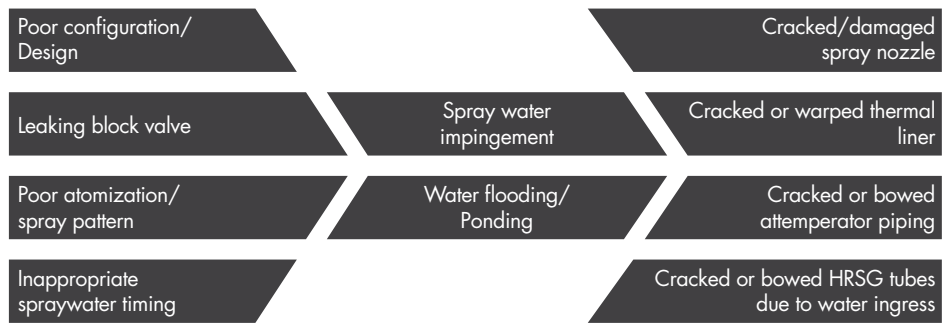 Poor configuration/
Design
Cracked/damaged
spray nozzle
Leaking block valve
Spray water
impingement
Cracked or warped thermal
liner
Poor atomization/
spray pattern
Water flooding/
Ponding
Cracked or bowed
attemperator piping
Inappropriate
spraywater timing
Cracked or bowed HRSG tubes
due to water ingress